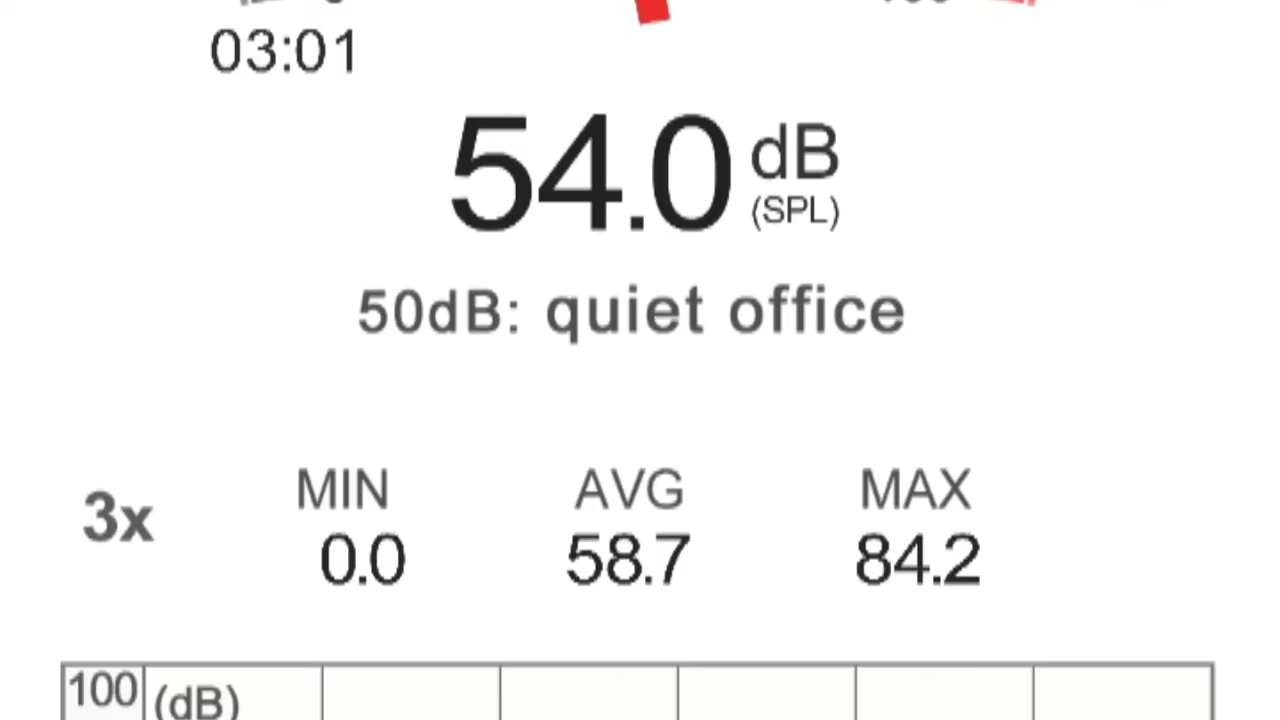 03:01
54.0 dB
(SPL)
50dB: quiet office
MIN AVG MAX
3x
0.0 58.7 84.2
100 (dB)